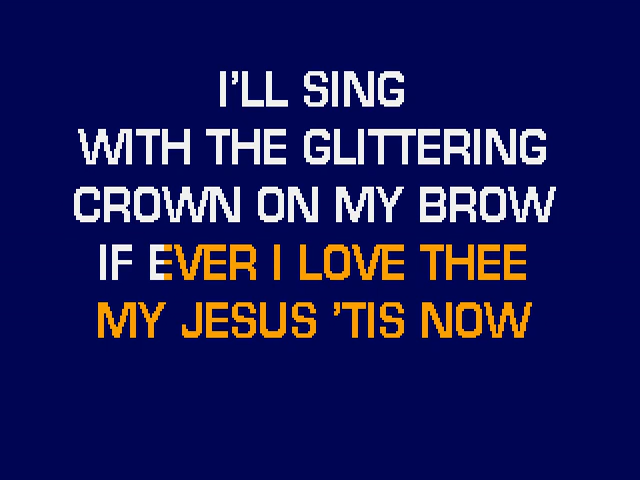 I'LL SING
WITH THE GLITTERING
CROWN ON MY BROW
IF EVER I LOVE THEE
MY JESUS 'TIS NOW